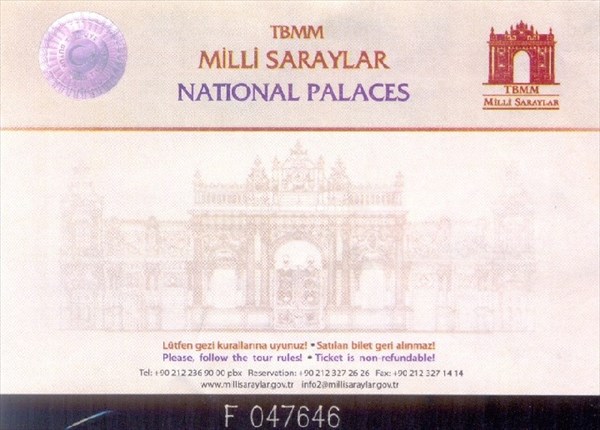 TBMM
MİLLİ SARAYLAR
NATIONAL PALACES
TBMM
MİLLİ SARAYLAR
Lütfen gezi kurallarına uyunuz! • Satılan bilet geri alınmaz!
Please, follow the tour rules! • Ticket is non-refundable!
Tel: +90 212 236 90 00 pbx Reservation: +90 212 327 26 26 Fax: +90 212 327 14 14
www.millisaraylar.gov.tr info2@millisaraylar.gov.tr
F 047646